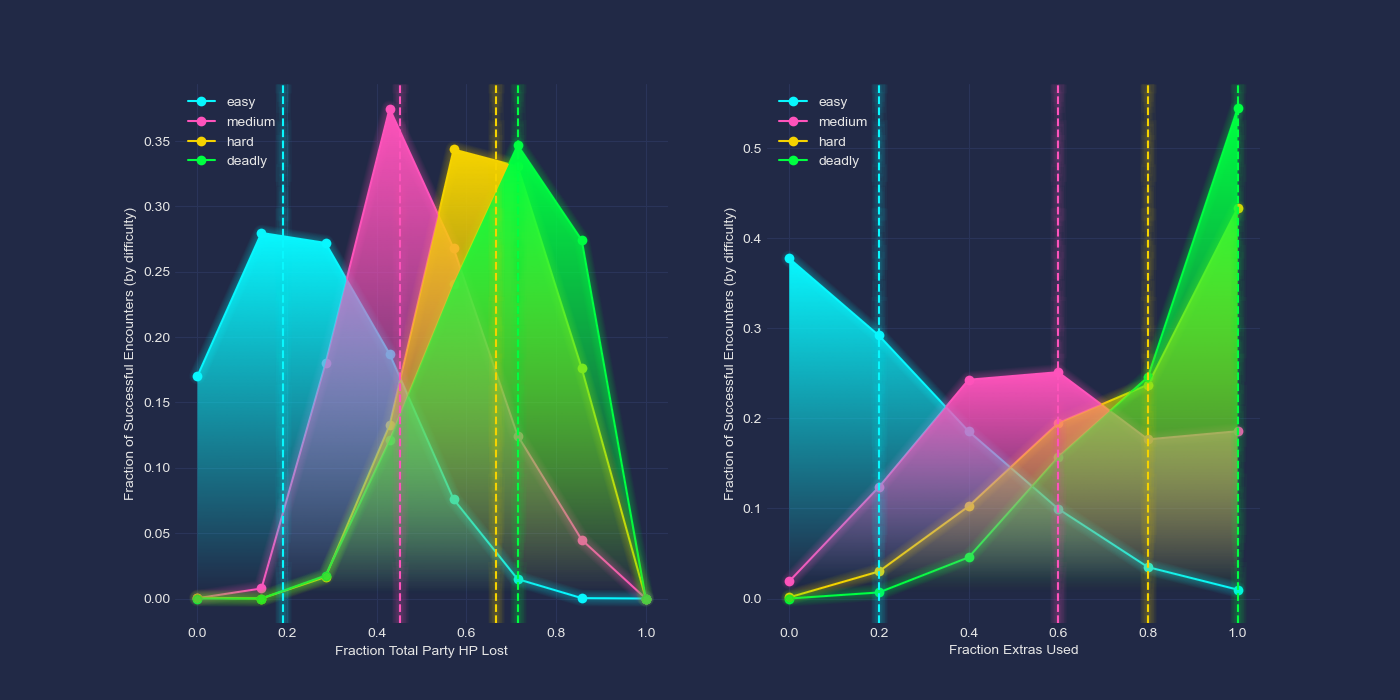 easy
medium
hard
deadly
0.35
0.30
0.25
0.20
0.15
0.10
0.05
0.00
Fraction of Successful Encounters (by difficulty)
0.0 0.2 0.4 0.6 0.8 1.0
Fraction Total Party HP Lost
easy
medium
hard
deadly
0.5
0.4
0.3
0.2
0.1
0.0
Fraction of Successful Encounters (by difficulty)
0.0 0.2 0.4 0.6 0.8 1.0
Fraction Extras Used